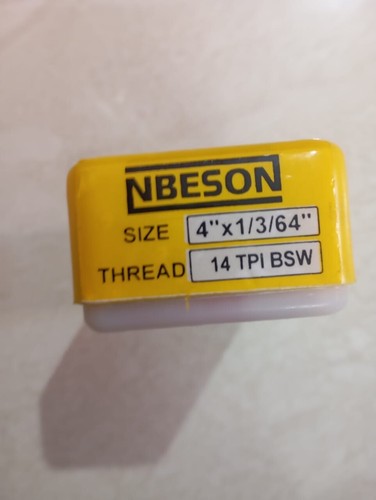 NBESON
SIZE 4"x1/3/64"
THREAD 14 TPI BSW